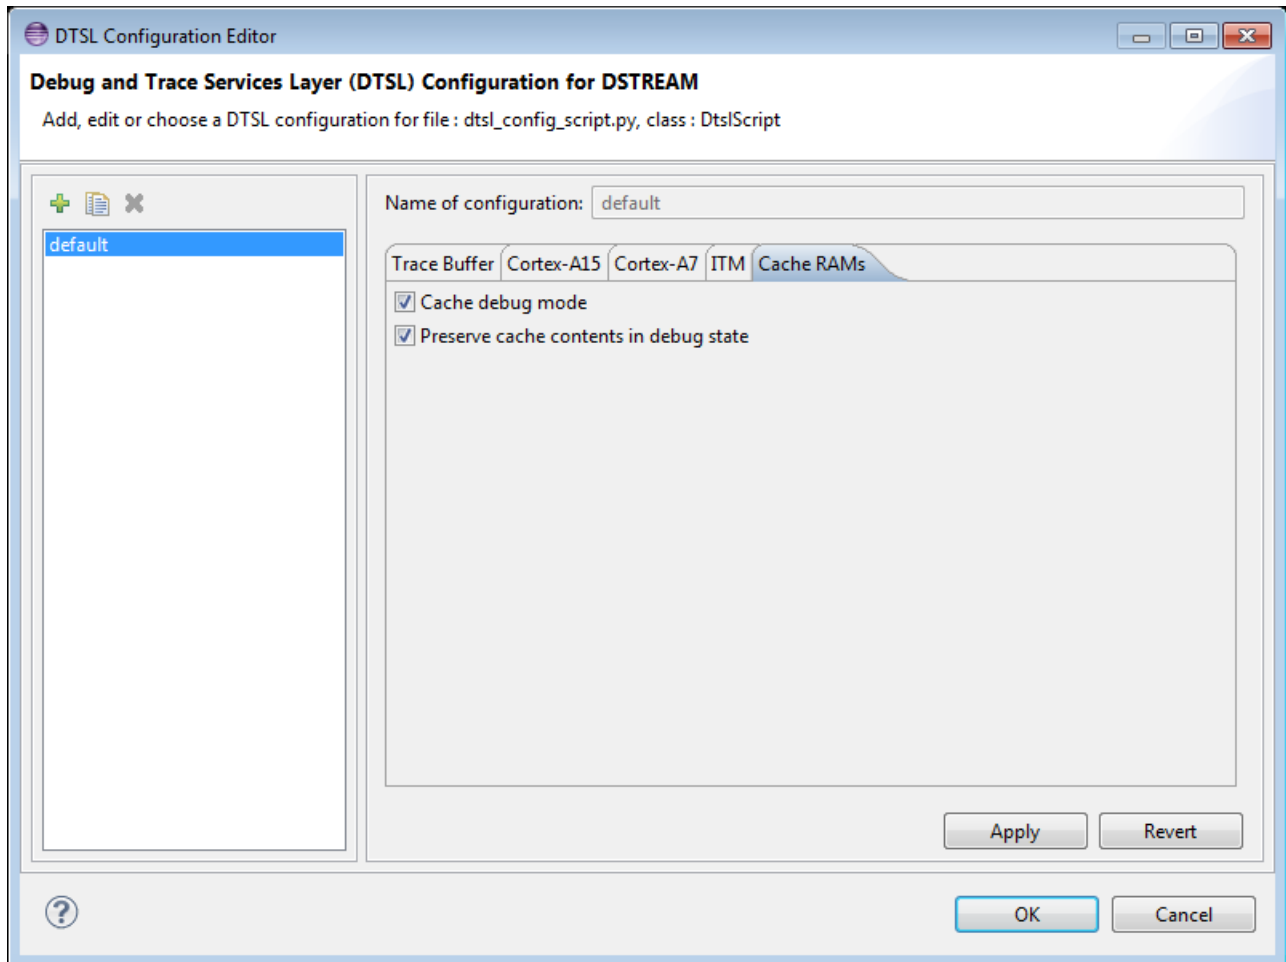 DTSL Configuration Editor
Debug and Trace Services Layer (DTSL) Configuration for DSTREAM
Add, edit or choose a DTSL configuration for file : dtsl_config_script.py, class : DtslScript
default
Name of configuration: default
Trace Buffer Cortex-A15 Cortex-A7 ITM Cache RAMs
Cache debug mode
Preserve cache contents in debug state
Apply Revert
? OK Cancel